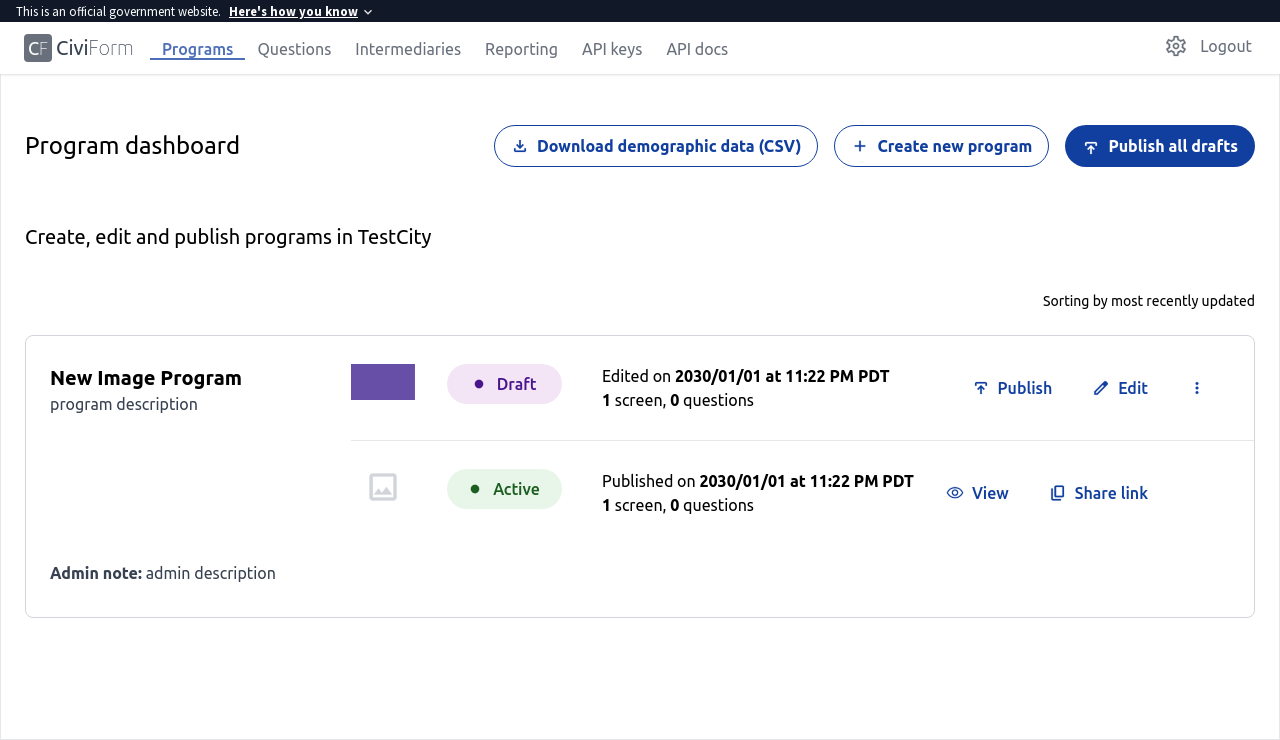 This is an official government website. Here's how you know
CF CiviForm Programs Questions Intermediaries Reporting API keys API docs Logout
Program dashboard Download demographic data (CSV) Create new program Publish all drafts
Create, edit and publish programs in TestCity
Sorting by most recently updated
New Image Program
program description
Draft
Edited on 2030/01/01 at 11:22 PM PDT
1 screen, 0 questions
Publish Edit
Active
Published on 2030/01/01 at 11:22 PM PDT
1 screen, 0 questions
View Share link
Admin note: admin description